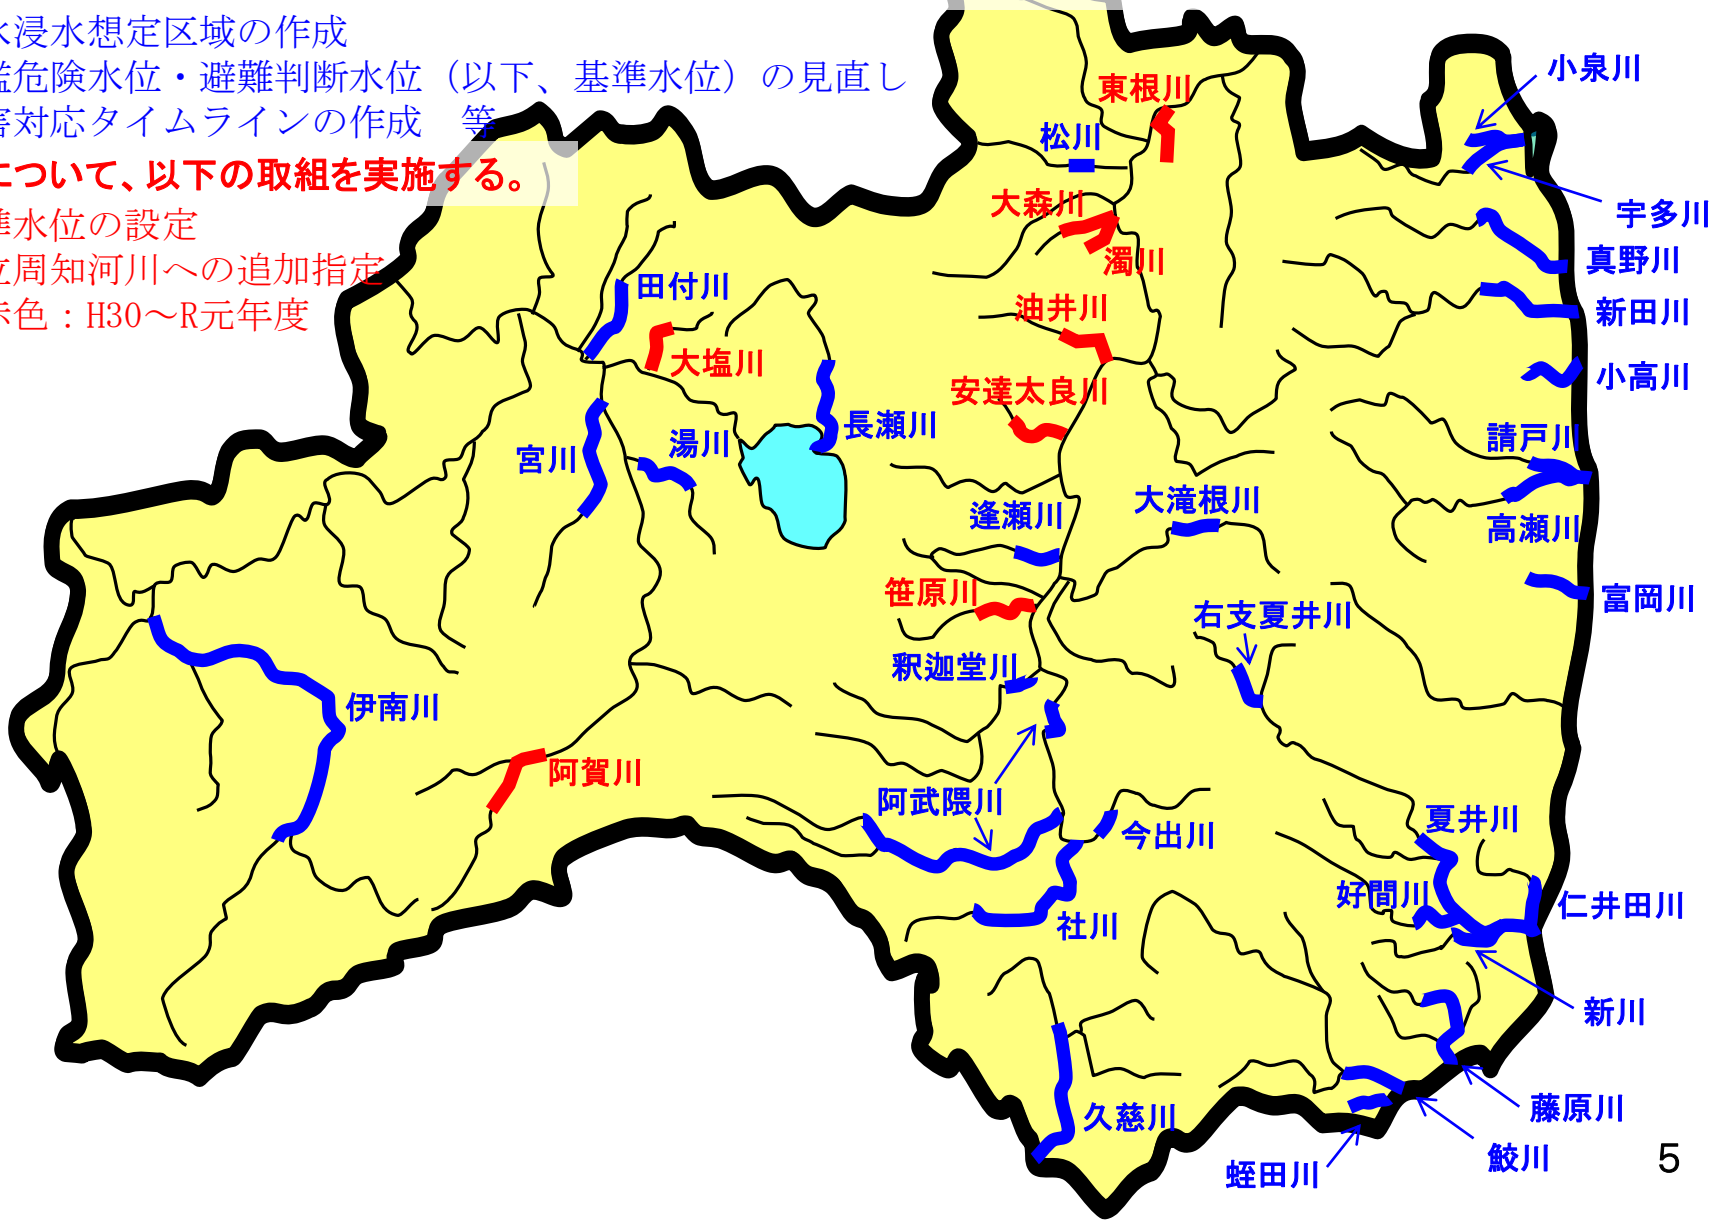 水浸水想定区域の作成
濫危険水位・避難判断水位（以下、基準水位）の見直し
害対応タイムラインの作成　等
について、以下の取組を実施する。
準水位の設定
位周知河川への追加指定
赤色：H30～R元年度
小泉川
東根川
松川
宇多川
大森川
濁川
真野川
田付川
新田川
油井川
大塩川
小高川
安達太良川
長瀬川
湯川
宮川
請戸川
大滝根川
逢瀬川
高瀬川
笹原川
富岡川
右支夏井川
釈迦堂川
伊南川
阿賀川
阿武隈川
今出川
夏井川
好間川
仁井田川
社川
新川
久慈川
藤原川
鮫川
蛭田川
5